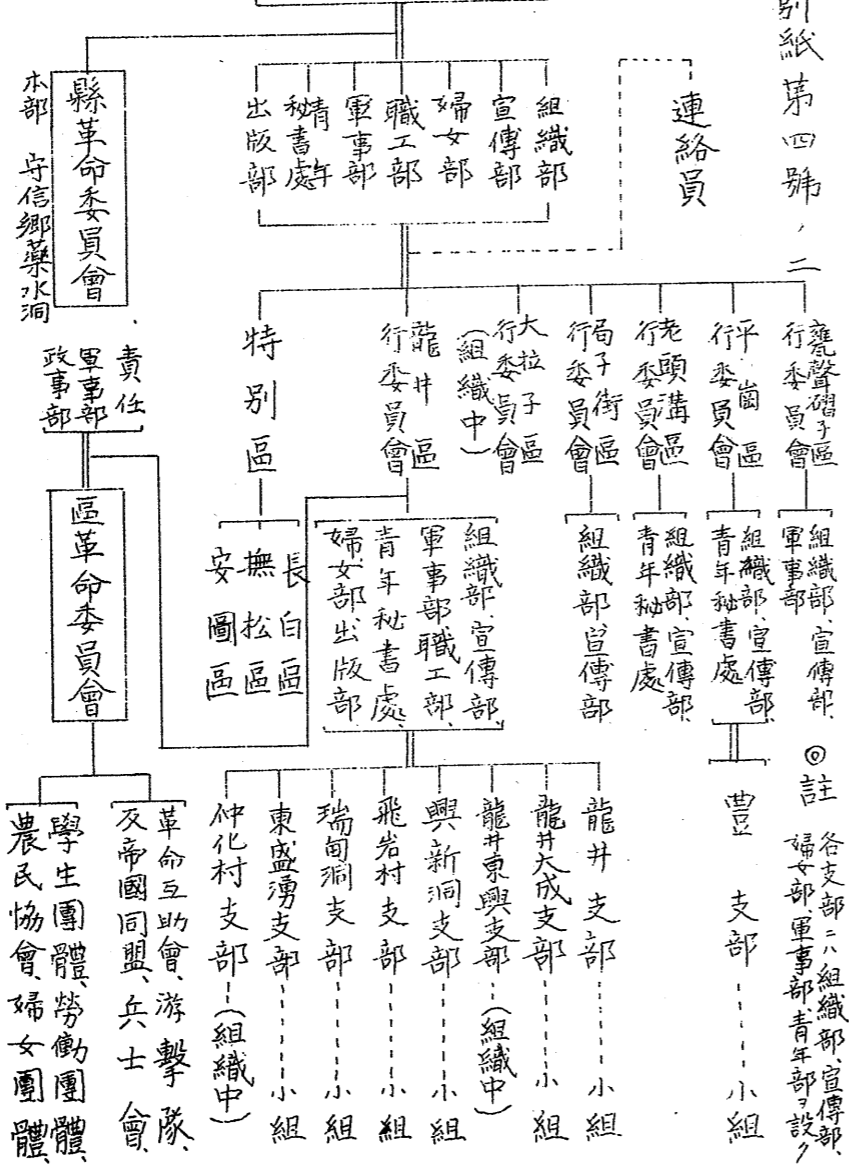 別紙第四號ノ二
連絡員
組織部
宣傳部
婦女部
職工部
軍事部
青年
秘書處
出版部
縣革命委員會
本部 守信鄉藥水洞
甕聲磖子區
行委員會
組織部、宣傳部、
軍事部
平崗區
行委員會
組織部、宣傳部、
青年秘書處
豐 支部
小組
老頭溝區
行委員會
組織部、宣傳部、
青年秘書處
局子街區
行委員會
組織部、宣傳部
大拉子區
行委員會
(組織中)
龍井區
行委員會
組織部、宣傳部、
軍事部、職工部、
青年秘書處、
婦女部、出版部、
特別區
長白區
撫松區
安圖區
龍井支部
小組
龍井大成支部
小組
龍井東興支部
(組織中)
興新洞支部
小組
飛岩村支部
小組
瑞甸洞支部
小組
東盛湧支部
小組
仲化村支部
(組織中)
責任
軍事部
政事部
區革命委員會
革命互助會、游擊隊、
反帝國同盟、兵士會、
學生團體、勞働團體、
農民協會、婦女團體、
◎註
各支部ニハ組織部、宣傳部、
婦女部、軍事部、青年部ヲ設ク